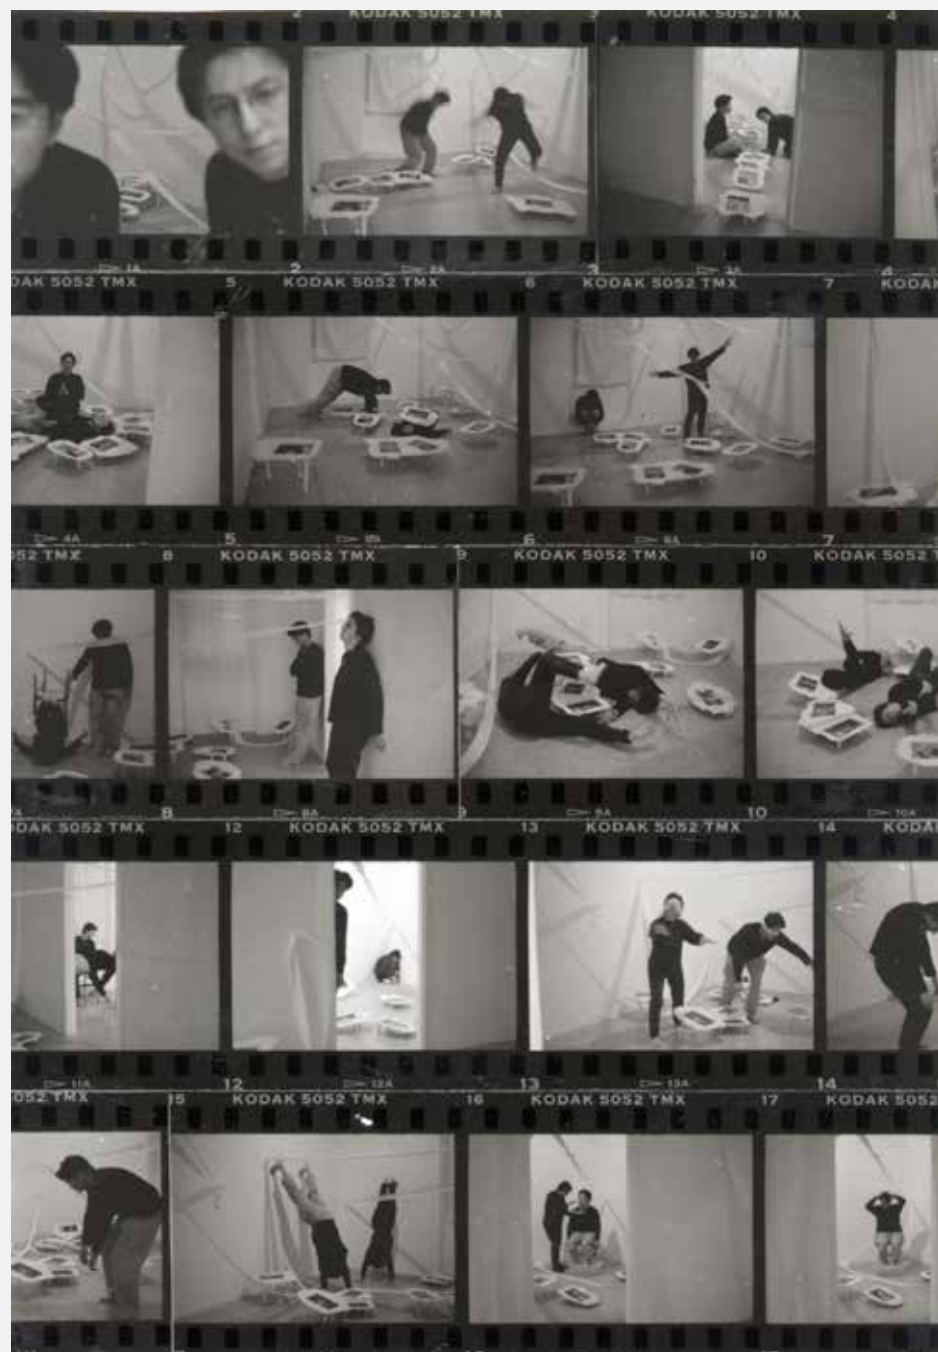 2 KODAK 5052 TMX 3 KODAK 5052 TMX 4
1A 2 2A 3 3A 4
DAK 5052 TMX 5 KODAK 5052 TMX 6 KODAK 5052 TMX 7 KODAK
4A 5 5A 6 6A 7
052 TMX 8 KODAK 5052 TMX 9 KODAK 5052 TMX 10 KODAK 5052 T
7A 8 8A 9 9A 10 10A
DAK 5052 TMX 12 KODAK 5052 TMX 13 KODAK 5052 TMX 14 KODA
11A 12 12A 13 13A 14
5052 TMX 15 KODAK 5052 TMX 16 KODAK 5052 TMX 17 KODAK 5052